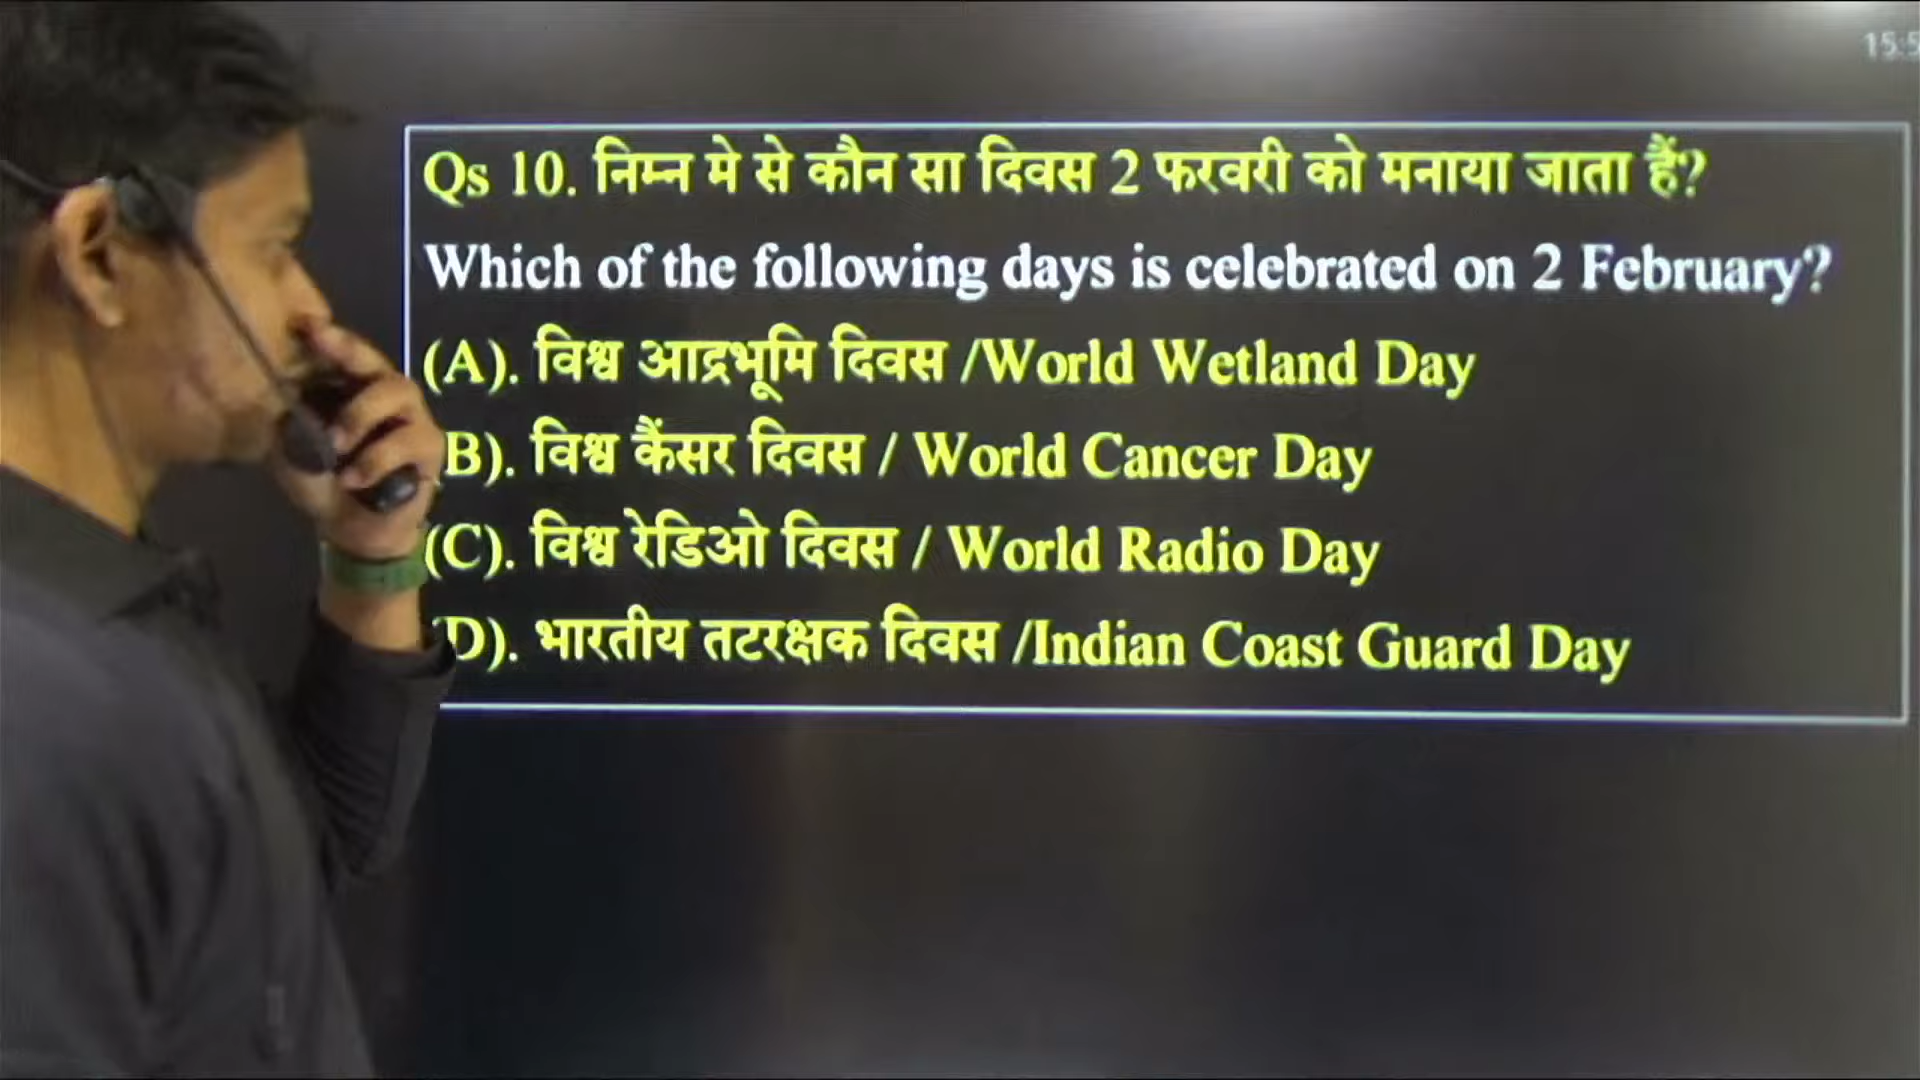 Qs 10. निम्न मे से कौन सा दिवस 2 फरवरी को मनाया जाता हैं?
Which of the following days is celebrated on 2 February?
(A). विश्व आद्रभूमि दिवस /World Wetland Day
B). विश्व कैंसर दिवस / World Cancer Day
(C). विश्व रेडिओ दिवस / World Radio Day
D). भारतीय तटरक्षक दिवस /Indian Coast Guard Day